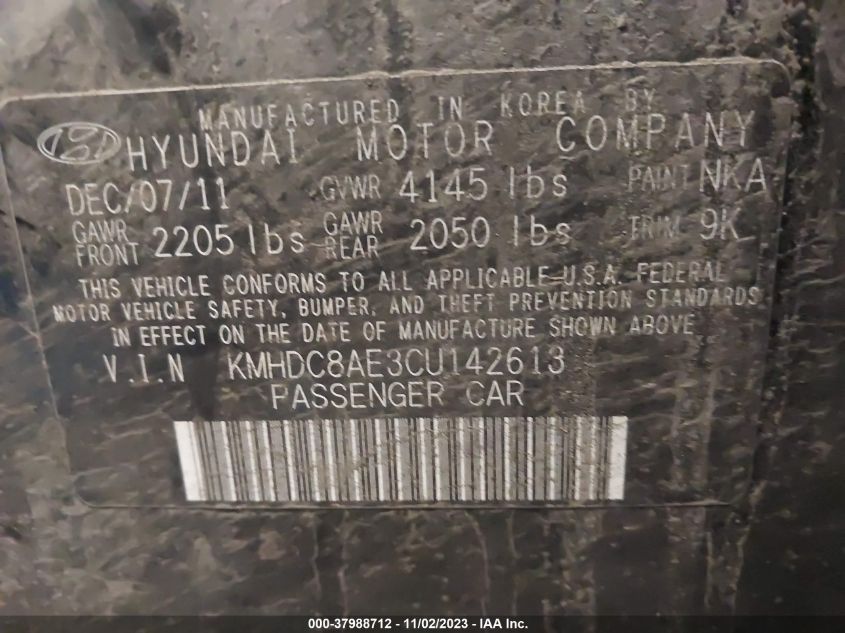 MANUFACTURED IN KOREA BY
HYUNDAI MOTOR COMPANY
DEC/07/11 GVWR 4145 lbs PAINT NKA
GAWR FRONT 2205 lbs GAWR REAR 2050 lbs TRIM 9K
THIS VEHICLE CONFORMS TO ALL APPLICABLE U.S.A. FEDERAL
MOTOR VEHICLE SAFETY, BUMPER, AND THEFT PREVENTION STANDARDS
IN EFFECT ON THE DATE OF MANUFACTURE SHOWN ABOVE
V.I.N KMHDC8AE3CU142613
PASSENGER CAR
000-37988712 - 11/02/2023 - IAA Inc.